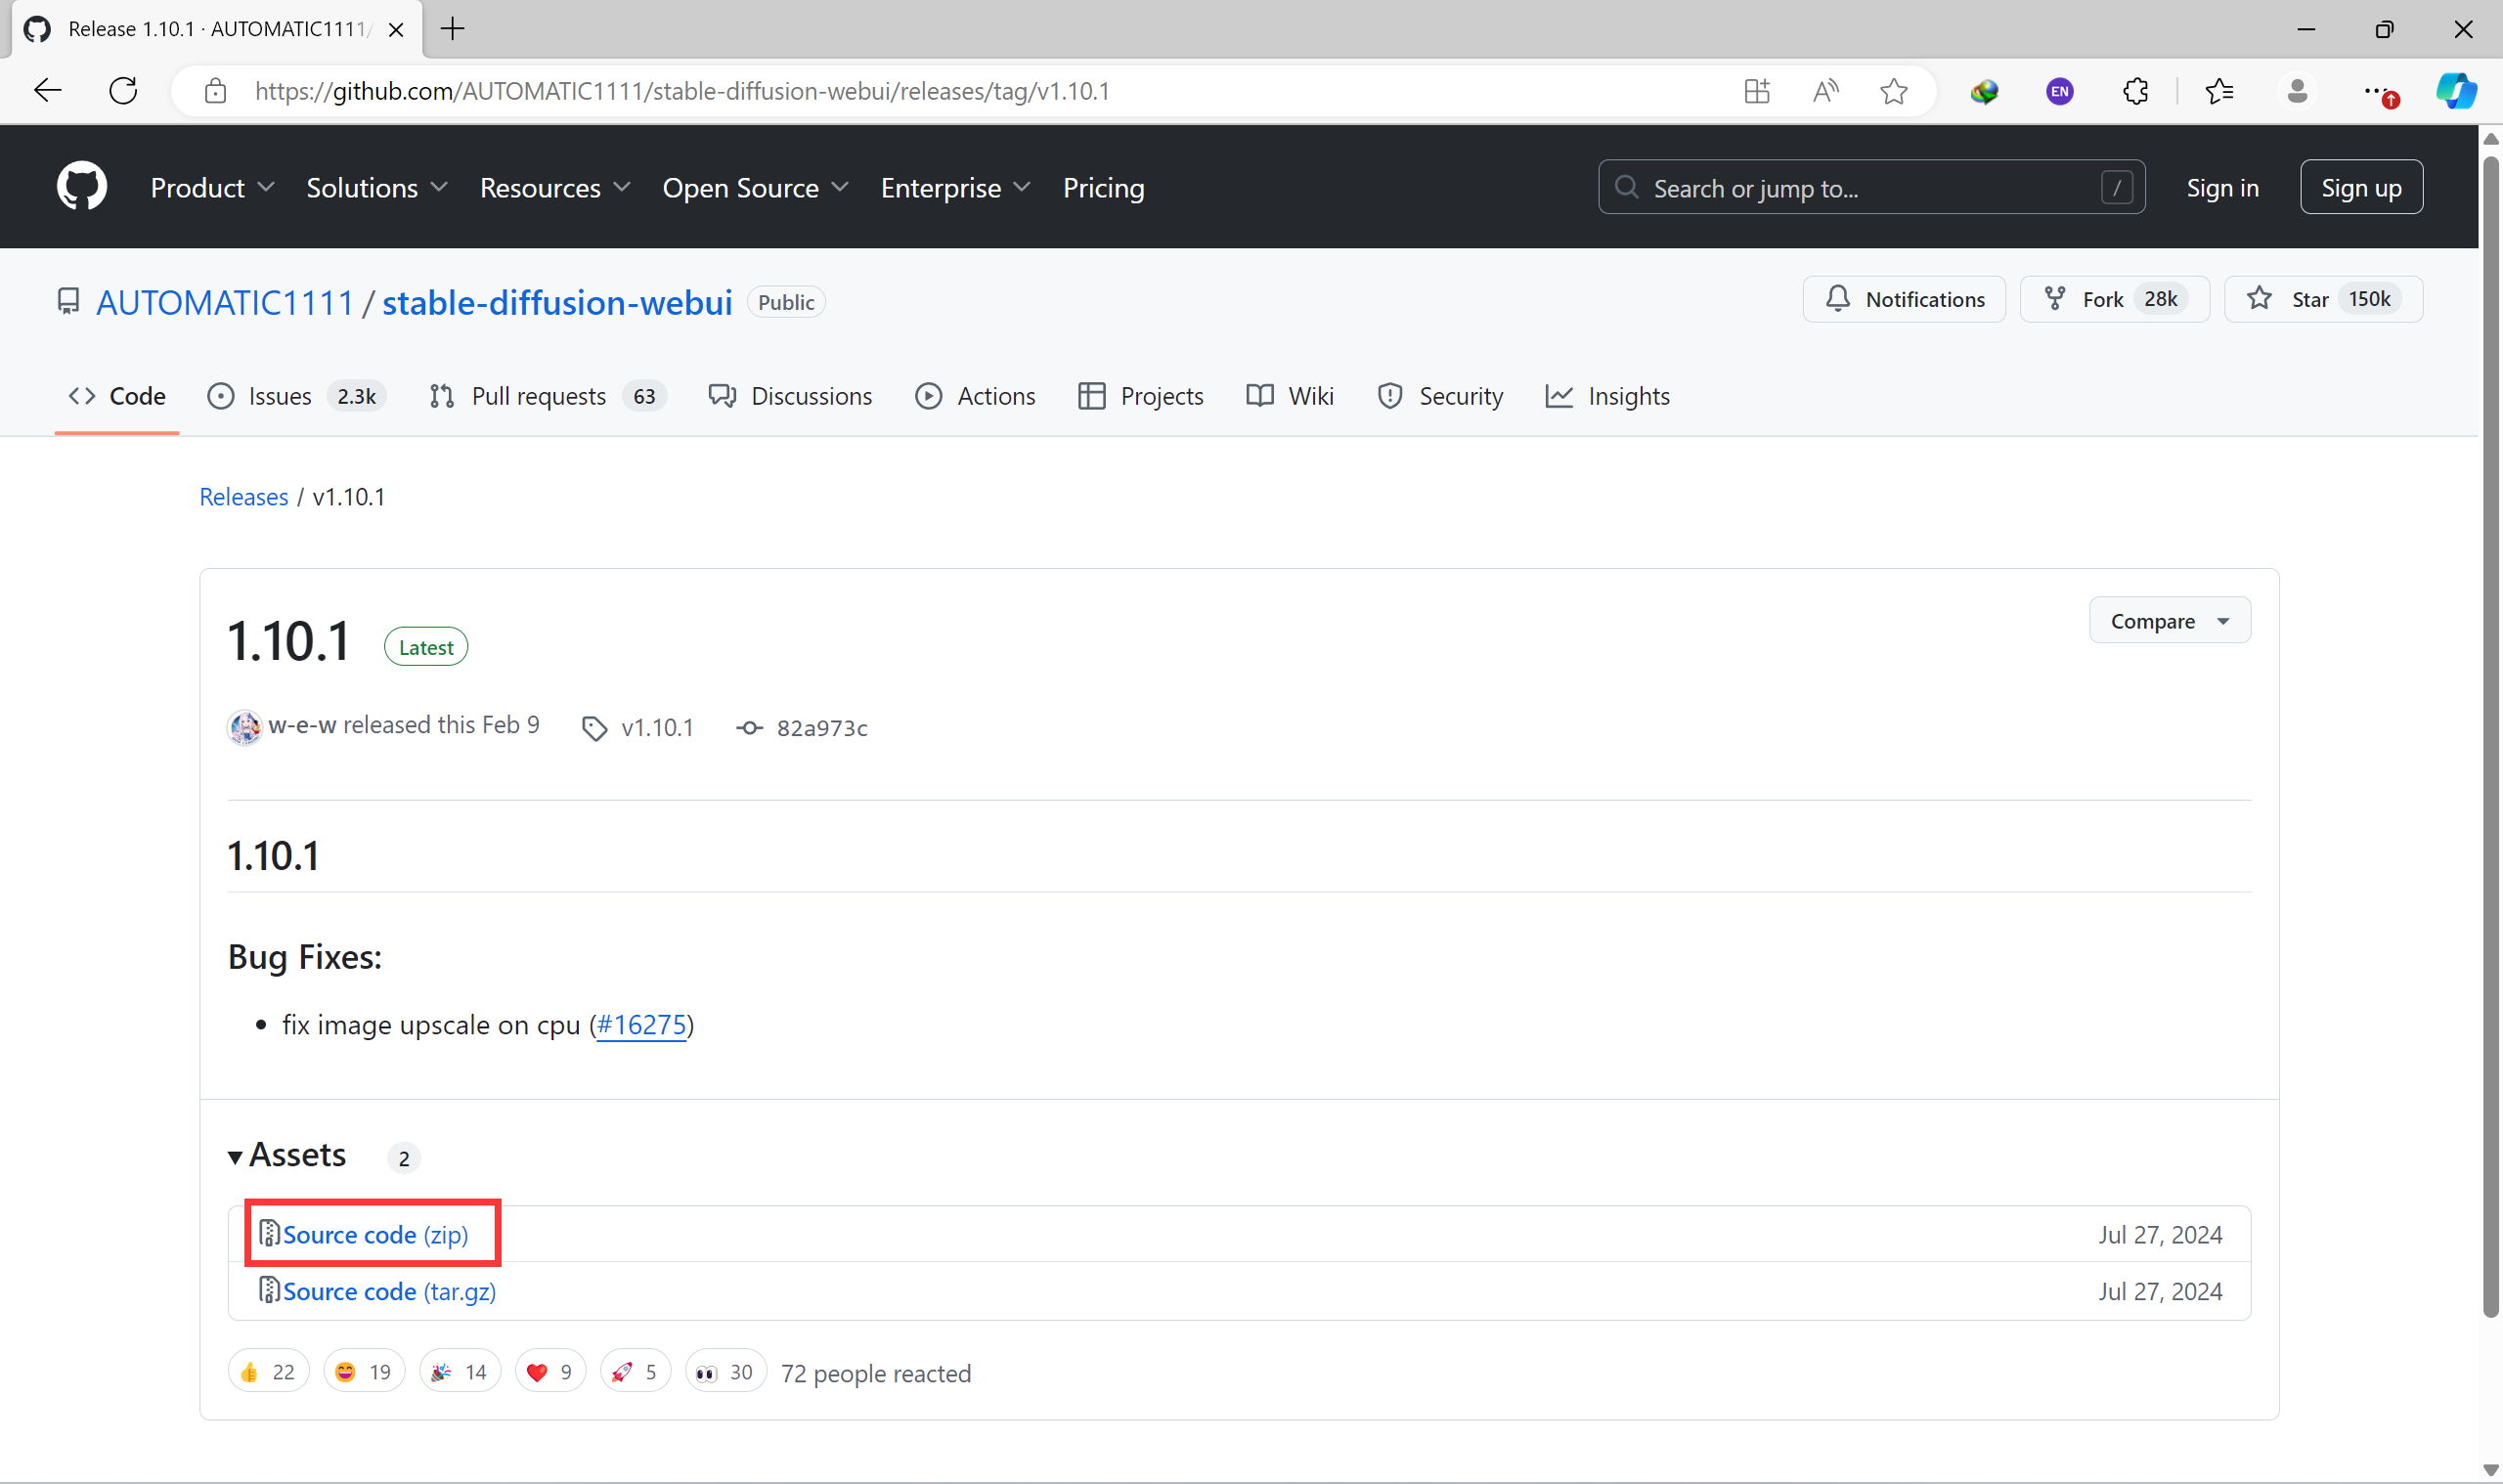 Release 1.10.1 · AUTOMATIC1111/
https://github.com/AUTOMATIC1111/stable-diffusion-webui/releases/tag/v1.10.1
EN
Product Solutions Resources Open Source Enterprise Pricing Search or jump to... / Sign in Sign up
AUTOMATIC1111 / stable-diffusion-webui Public Notifications Fork 28k Star 150k
Code Issues 2.3k Pull requests 63 Discussions Actions Projects Wiki Security Insights
Releases / v1.10.1
1.10.1 Latest Compare
w-e-w released this Feb 9 v1.10.1 82a973c
1.10.1
Bug Fixes:
• fix image upscale on cpu (#16275)
Assets 2
Source code (zip) Jul 27, 2024
Source code (tar.gz) Jul 27, 2024
👍 22 😄 19 🎉 14 ❤️ 9 🚀 5 👀 30 72 people reacted